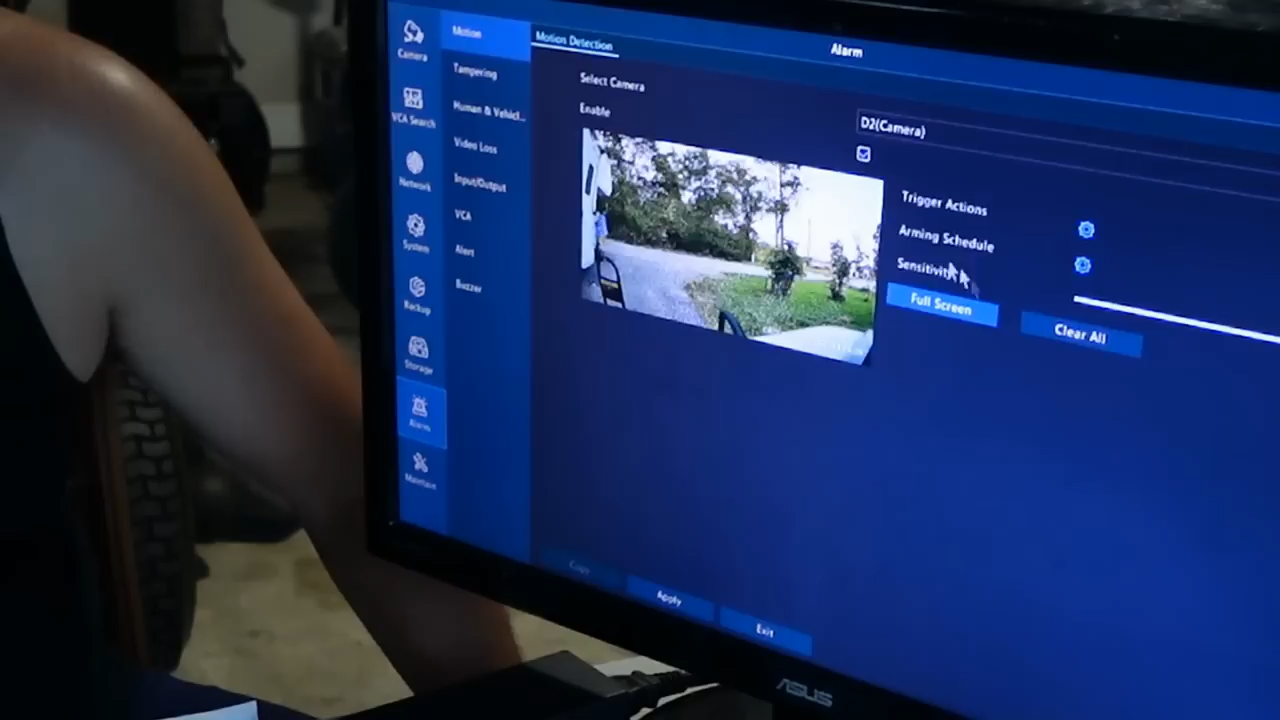 Alarm
Camera
VCA Search
Network
System
Backup
Storage
Alarm
Maintain
Motion
Tampering
Human & Vehicl...
Video Loss
Input/Output
VCA
Alert
Buzzer
Motion Detection
Select Camera
D2(Camera)
Enable
Trigger Actions
Arming Schedule
Sensitivity
Full Screen
Clear All
Copy
Apply
Exit
ASUS